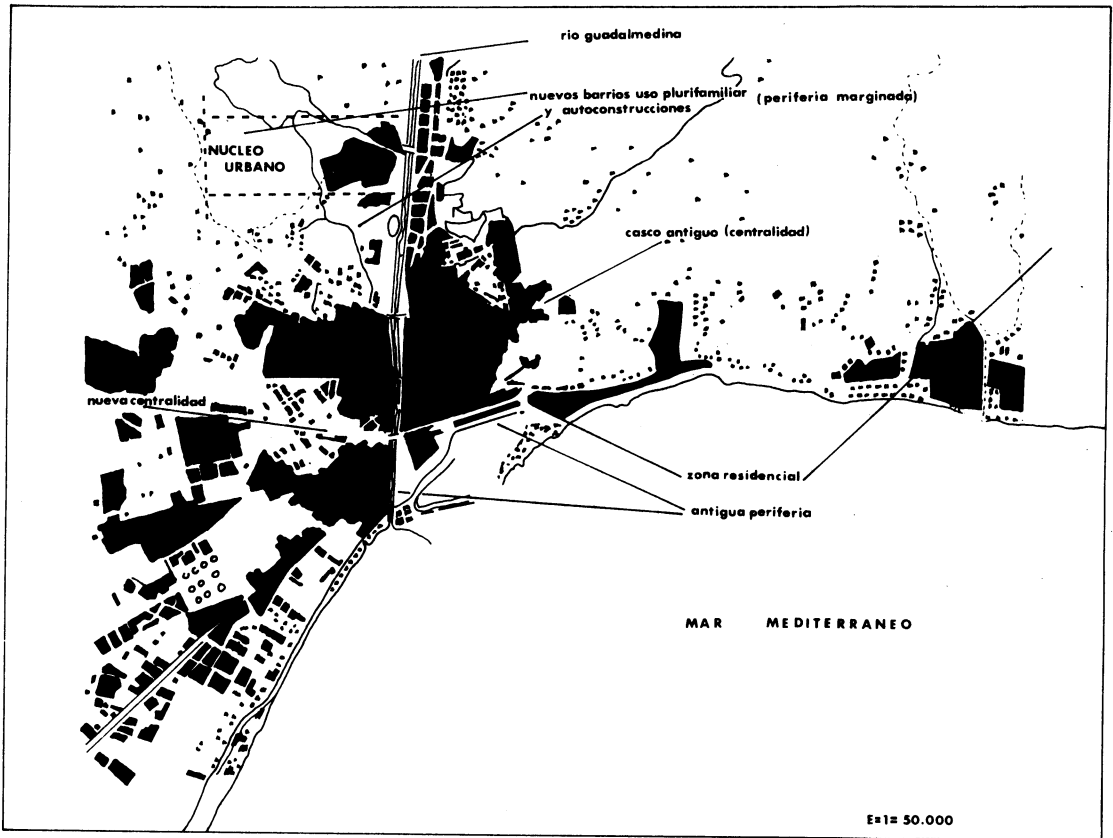 rio guadalmedina
nuevos barrios uso plurifamiliar (periferia marginada)
y autoconstrucciones
NUCLEO
URBANO
casco antiguo (centralidad)
nueva centralidad
zona residencial
antigua periferia
MAR MEDITERRANEO
E=1= 50.000